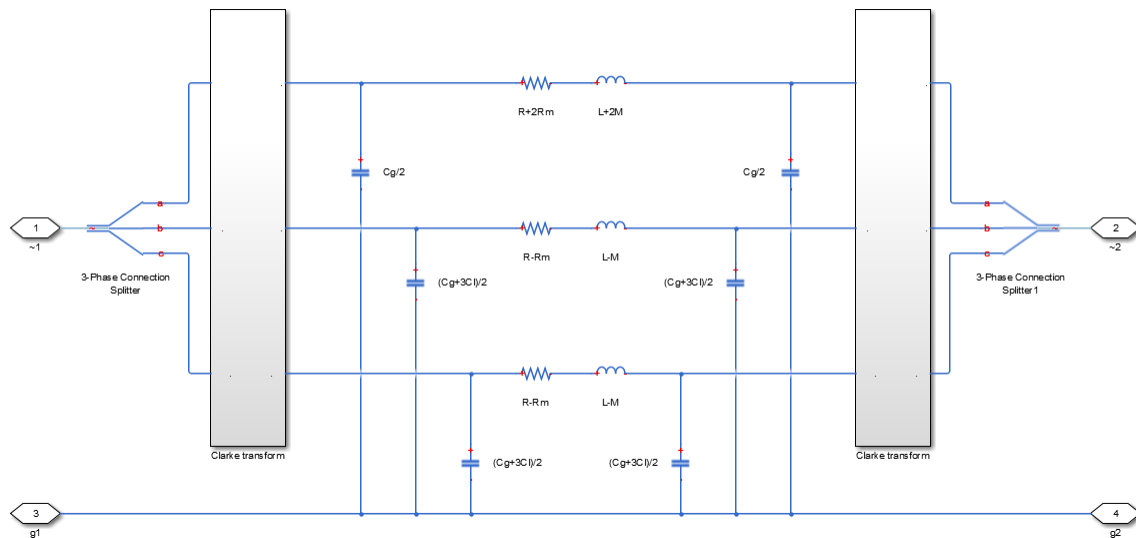 R+2Rm L+2M
Cg/2 Cg/2
a a
1 b R-Rm L-M b 2
~ ~
~1 ~2
c c
3-Phase Connection
Splitter
(Cg+3Cl)/2 (Cg+3Cl)/2
3-Phase Connection
Splitter1
R-Rm L-M
Clarke transform (Cg+3Cl)/2 (Cg+3Cl)/2 Clarke transform
3 4
g1 g2